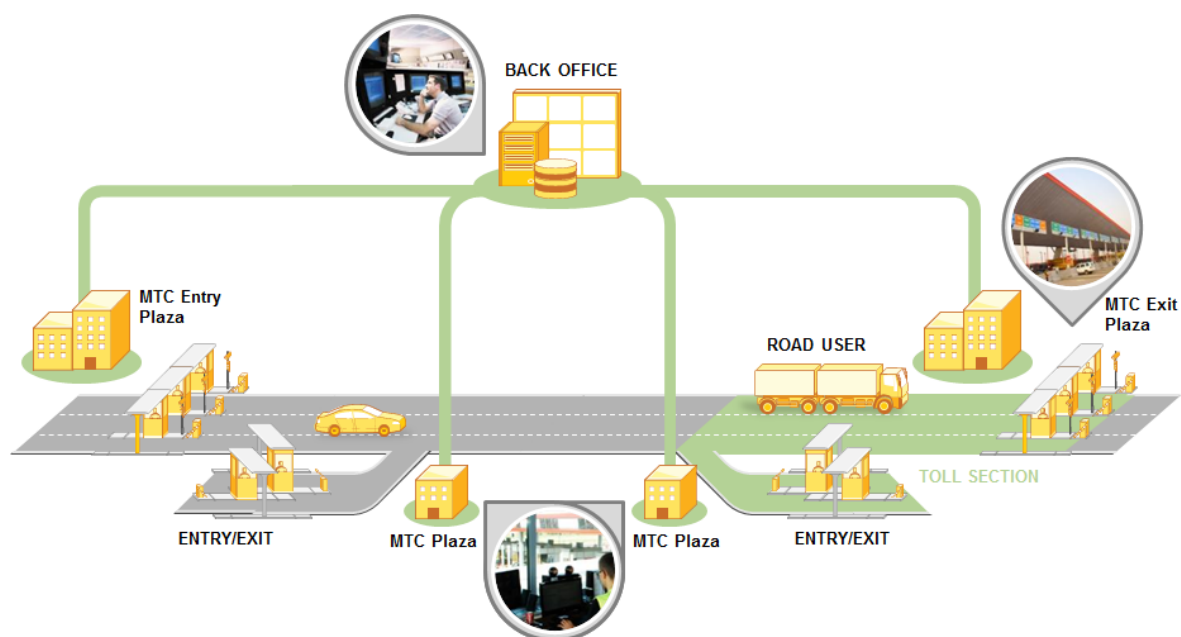 BACK OFFICE
MTC Entry
Plaza
MTC Exit
Plaza
ROAD USER
TOLL SECTION
ENTRY/EXIT
MTC Plaza
MTC Plaza
ENTRY/EXIT